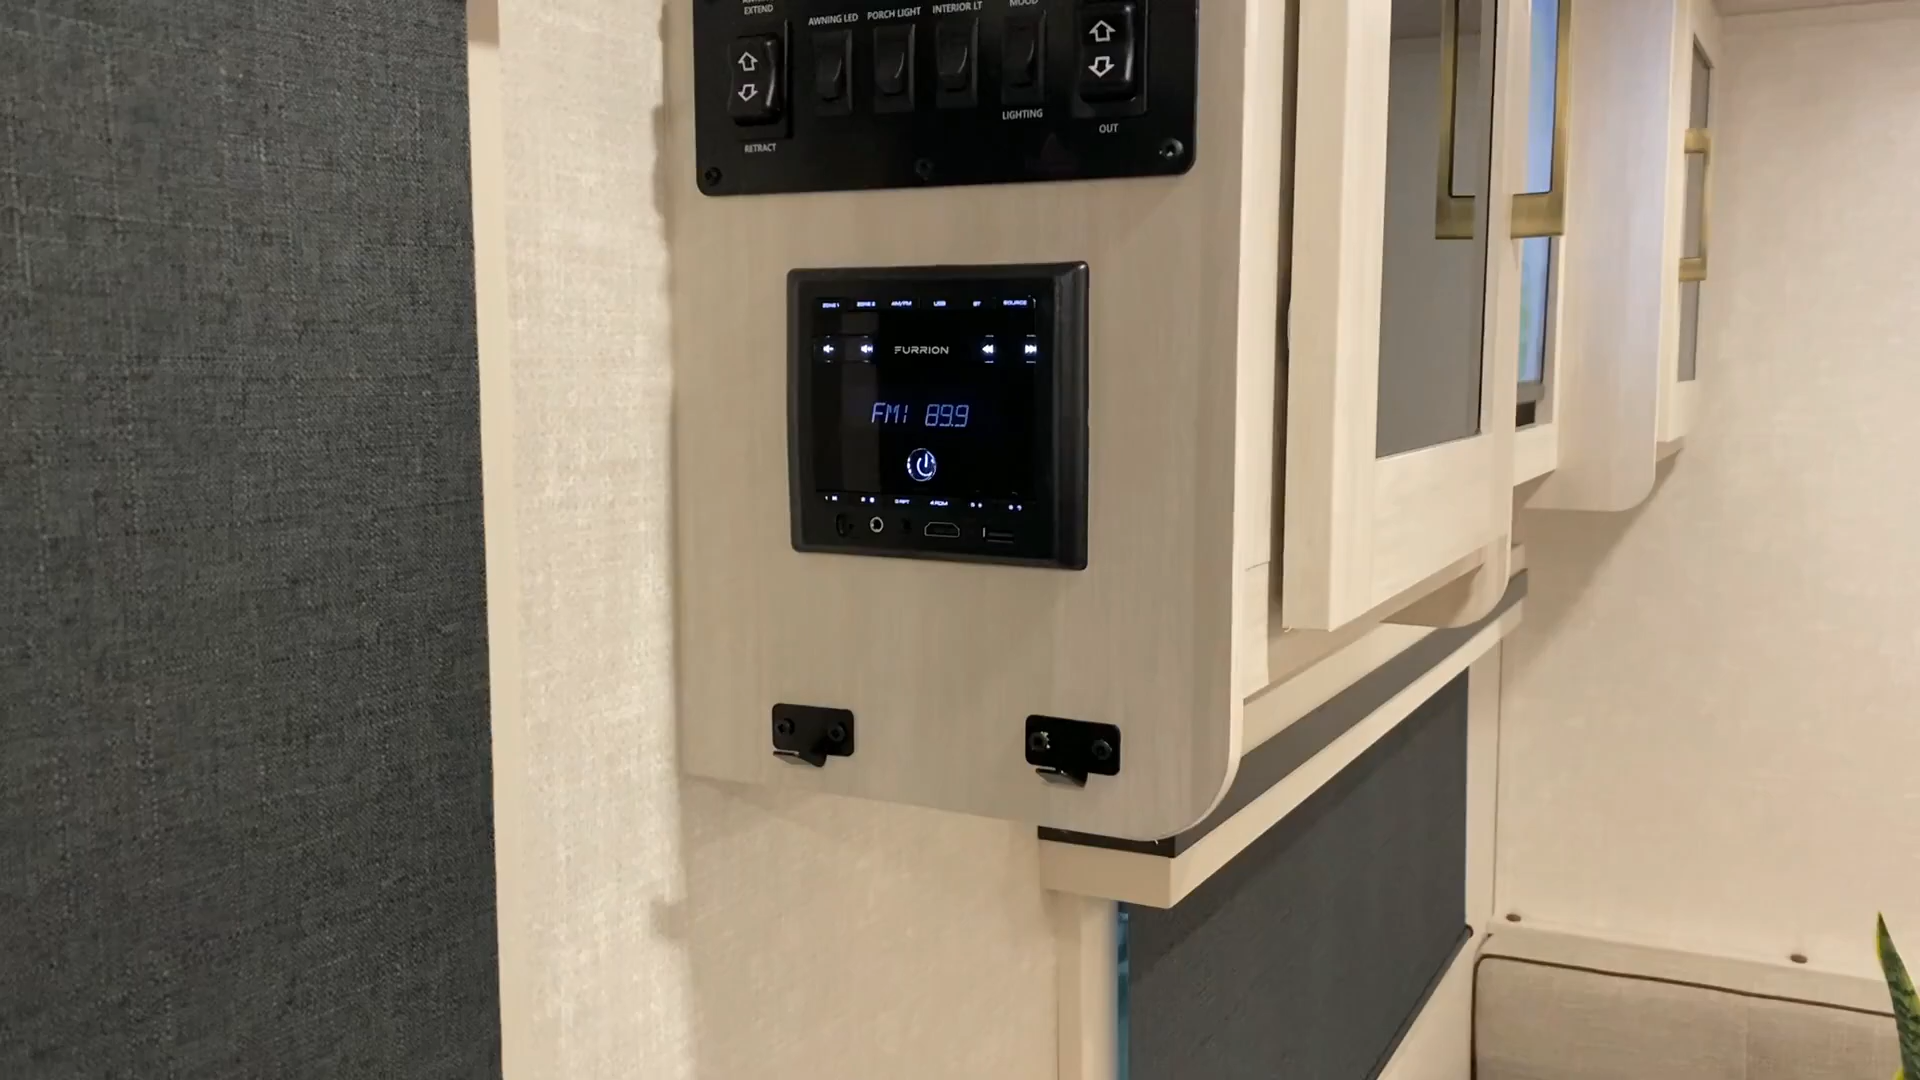 EXTEND
AWNING LED
PORCH LIGHT
INTERIOR LT
MOOD
LIGHTING
RETRACT
OUT
ZONE 1 ZONE 2 AM/FM USB BT SOURCE
FURRION
FM1 89.9